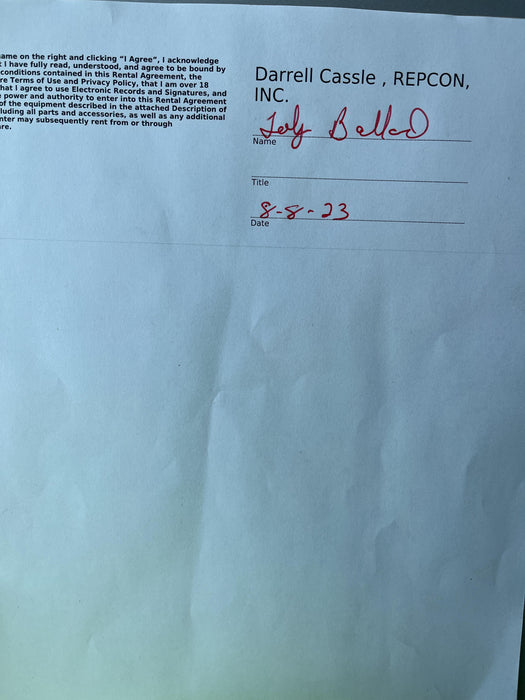 ame on the right and clicking "I Agree", I acknowledge
t I have fully read, understood, and agree to be bound by
conditions contained in this Rental Agreement, the
re Terms of Use and Privacy Policy, that I am over 18
hat I agree to use Electronic Records and Signatures, and
e power and authority to enter into this Rental Agreement
of the equipment described in the attached Description of
luding all parts and accessories, as well as any additional
nter may subsequently rent from or through
re.
Darrell Cassle , REPCON,
INC.
Ballard
Name
Title
8-8-23
Date